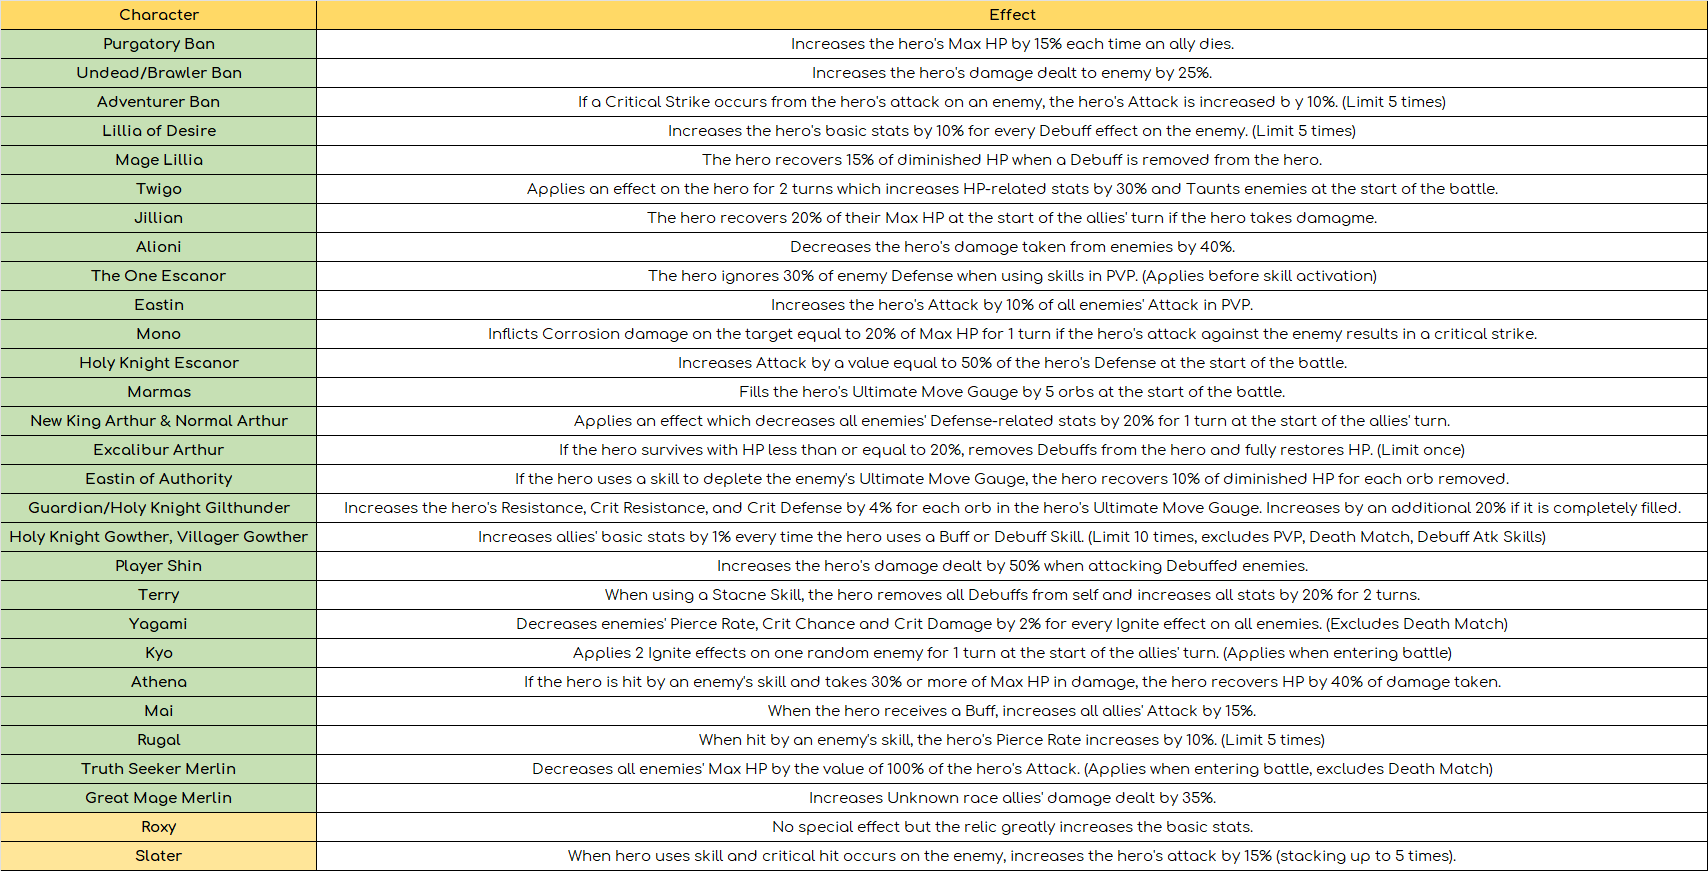 Character Effect
Purgatory Ban Increases the hero's Max HP by 15% each time an ally dies.
Undead/Brawler Ban Increases the hero's damage dealt to enemy by 25%.
Adventurer Ban If a Critical Strike occurs from the hero's attack on an enemy, the hero's Attack is increased b y 10%. (Limit 5 times)
Lillia of Desire Increases the hero's basic stats by 10% for every Debuff effect on the enemy. (Limit 5 times)
Mage Lillia The hero recovers 15% of diminished HP when a Debuff is removed from the hero.
Twigo Applies an effect on the hero for 2 turns which increases HP-related stats by 30% and Taunts enemies at the start of the battle.
Jillian The hero recovers 20% of their Max HP at the start of the allies' turn if the hero takes damagme.
Alioni Decreases the hero's damage taken from enemies by 40%.
The One Escanor The hero ignores 30% of enemy Defense when using skills in PVP. (Applies before skill activation)
Eastin Increases the hero's Attack by 10% of all enemies' Attack in PVP.
Mono Inflicts Corrosion damage on the target equal to 20% of Max HP for 1 turn if the hero's attack against the enemy results in a critical strike.
Holy Knight Escanor Increases Attack by a value equal to 50% of the hero's Defense at the start of the battle.
Marmas Fills the hero's Ultimate Move Gauge by 5 orbs at the start of the battle.
New King Arthur & Normal Arthur Applies an effect which decreases all enemies' Defense-related stats by 20% for 1 turn at the start of the allies' turn.
Excalibur Arthur If the hero survives with HP less than or equal to 20%, removes Debuffs from the hero and fully restores HP. (Limit once)
Eastin of Authority If the hero uses a skill to deplete the enemy's Ultimate Move Gauge, the hero recovers 10% of diminished HP for each orb removed.
Guardian/Holy Knight Gilthunder Increases the hero's Resistance, Crit Resistance, and Crit Defense by 4% for each orb in the hero's Ultimate Move Gauge. Increases by an additional 20% if it is completely filled.
Holy Knight Gowther, Villager Gowther Increases allies' basic stats by 1% every time the hero uses a Buff or Debuff Skill. (Limit 10 times, excludes PVP, Death Match, Debuff Atk Skills)
Player Shin Increases the hero's damage dealt by 50% when attacking Debuffed enemies.
Terry When using a Stacne Skill, the hero removes all Debuffs from self and increases all stats by 20% for 2 turns.
Yagami Decreases enemies' Pierce Rate, Crit Chance and Crit Damage by 2% for every Ignite effect on all enemies. (Excludes Death Match)
Kyo Applies 2 Ignite effects on one random enemy for 1 turn at the start of the allies' turn. (Applies when entering battle)
Athena If the hero is hit by an enemy's skill and takes 30% or more of Max HP in damage, the hero recovers HP by 40% of damage taken.
Mai When the hero receives a Buff, increases all allies' Attack by 15%.
Rugal When hit by an enemy's skill, the hero's Pierce Rate increases by 10%. (Limit 5 times)
Truth Seeker Merlin Decreases all enemies' Max HP by the value of 100% of the hero's Attack. (Applies when entering battle, excludes Death Match)
Great Mage Merlin Increases Unknown race allies' damage dealt by 35%.
Roxy No special effect but the relic greatly increases the basic stats.
Slater When hero uses skill and critical hit occurs on the enemy, increases the hero's attack by 15% (stacking up to 5 times).